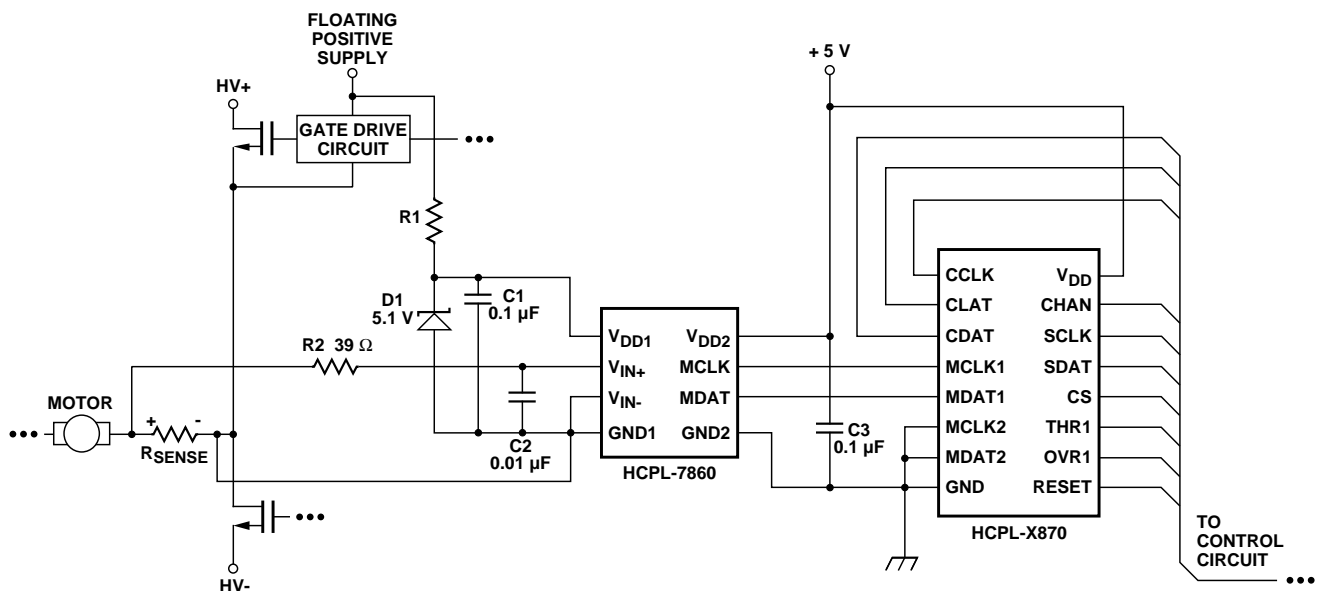 FLOATING
POSITIVE
SUPPLY
+ 5 V
HV+
GATE DRIVE
CIRCUIT
R1
D1
5.1 V
C1
0.1 µF
R2 39 Ω
C2
0.01 µF
MOTOR
+ -
RSENSE
HV-
VDD1
VIN+
VIN-
GND1
VDD2
MCLK
MDAT
GND2
HCPL-7860
C3
0.1 µF
CCLK
CLAT
CDAT
MCLK1
MDAT1
MCLK2
MDAT2
GND
VDD
CHAN
SCLK
SDAT
CS
THR1
OVR1
RESET
HCPL-X870
TO
CONTROL
CIRCUIT